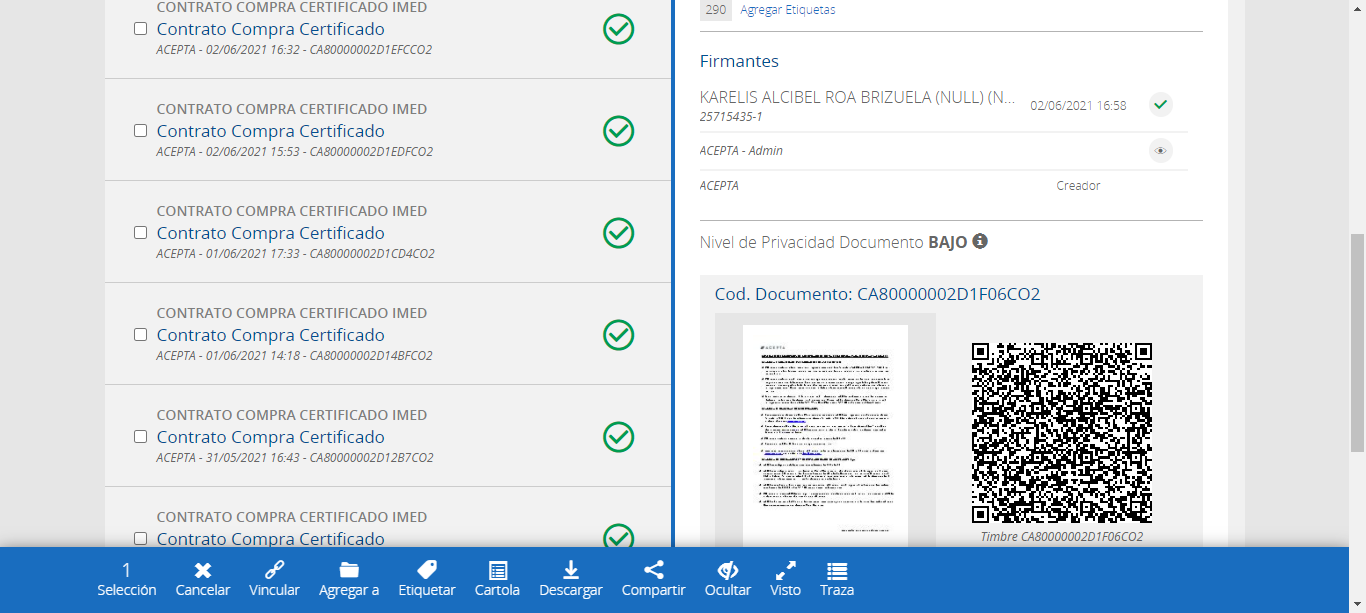 CONTRATO COMPRA CERTIFICADO IMED
Contrato Compra Certificado
ACEPTA - 02/06/2021 16:32 - CA80000002D1EFCCO2
CONTRATO COMPRA CERTIFICADO IMED
Contrato Compra Certificado
ACEPTA - 02/06/2021 15:53 - CA80000002D1EDFCO2
CONTRATO COMPRA CERTIFICADO IMED
Contrato Compra Certificado
ACEPTA - 01/06/2021 17:33 - CA80000002D1CD4CO2
CONTRATO COMPRA CERTIFICADO IMED
Contrato Compra Certificado
ACEPTA - 01/06/2021 14:18 - CA80000002D14BFCO2
CONTRATO COMPRA CERTIFICADO IMED
Contrato Compra Certificado
ACEPTA - 31/05/2021 16:43 - CA80000002D12B7CO2
CONTRATO COMPRA CERTIFICADO IMED
Contrato Compra Certificado
290 Agregar Etiquetas
Firmantes
KARELIS ALCIBEL ROA BRIZUELA (NULL) (N... 02/06/2021 16:58
25715435-1
ACEPTA - Admin
ACEPTA Creador
Nivel de Privacidad Documento BAJO
Cod. Documento: CA80000002D1F06CO2
ACEPTA
Timbre CA80000002D1F06CO2
1
Selección Cancelar Vincular Agregar a Etiquetar Cartola Descargar Compartir Ocultar Visto Traza